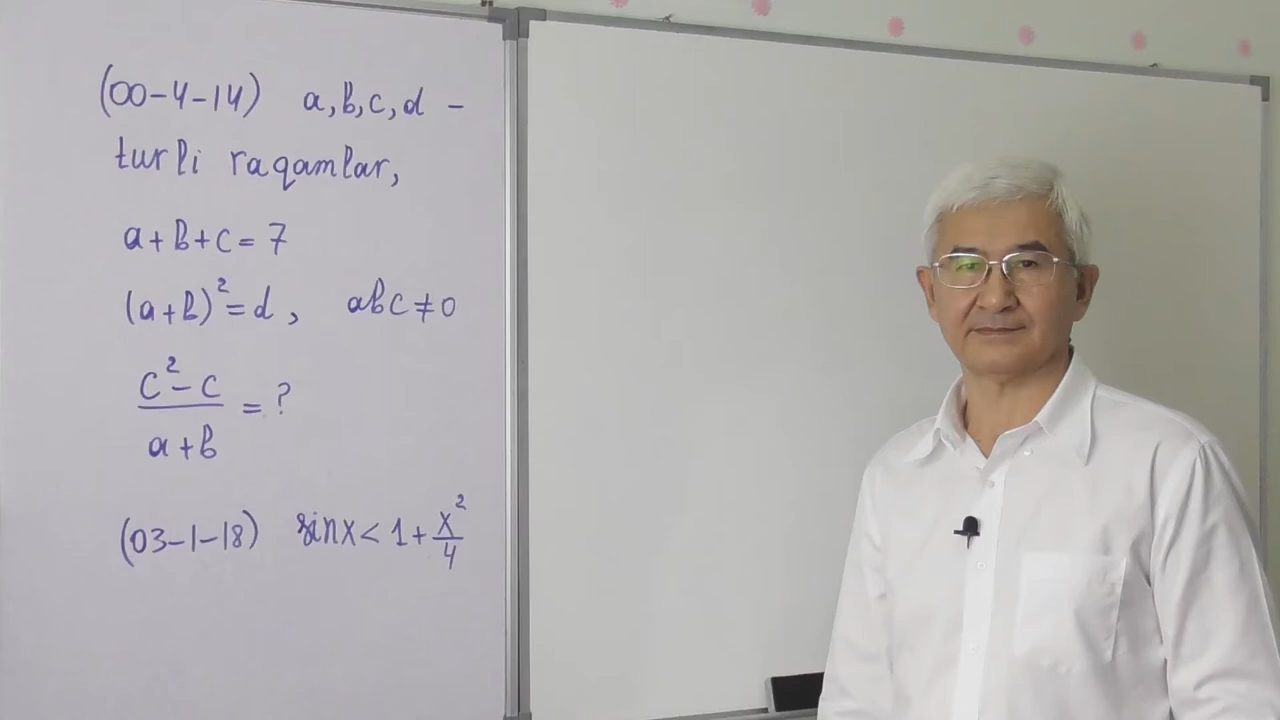 (00-4-14) a, b, c, d -
turli raqamlar,
a+b+c=7
(a+b)²=d, abc≠0
(c²-c)/(a+b) = ?
(03-1-18) sinx<1+x²/4